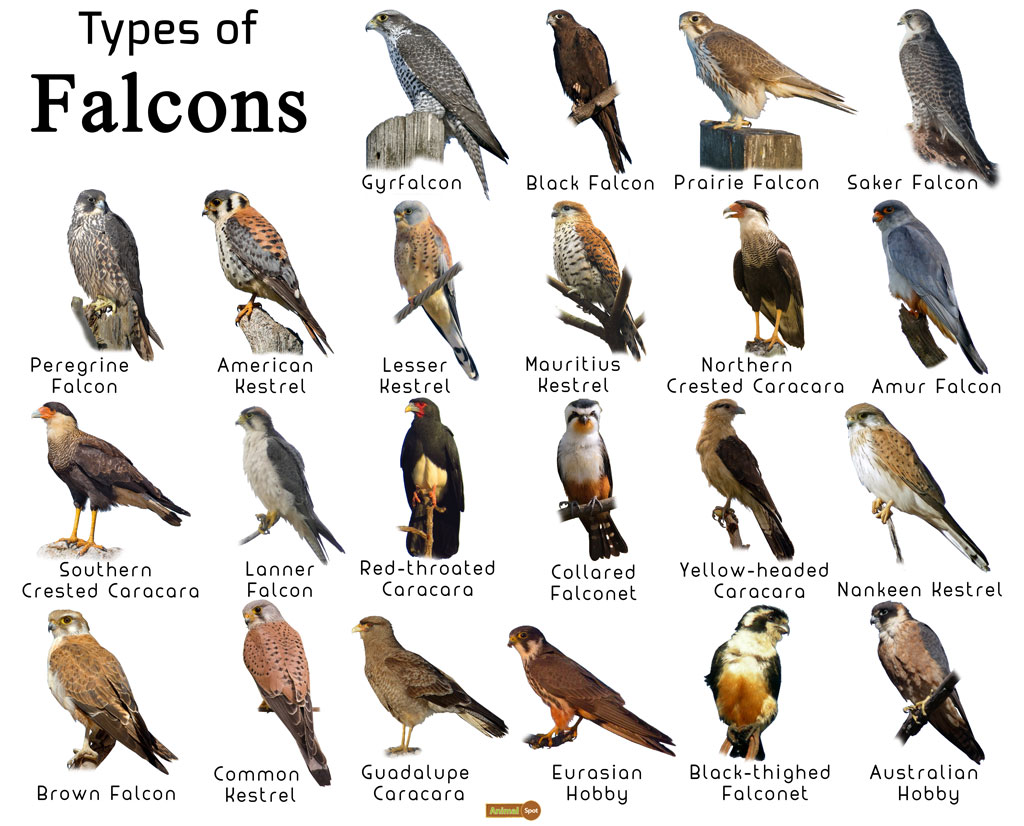 Types of
Falcons
Gyrfalcon
Black Falcon
Prairie Falcon
Saker Falcon
Peregrine
Falcon
American
Kestrel
Lesser
Kestrel
Mauritius
Kestrel
Northern
Crested Caracara
Amur Falcon
Southern
Crested Caracara
Lanner
Falcon
Red-throated
Caracara
Collared
Falconet
Yellow-headed
Caracara
Nankeen Kestrel
Brown Falcon
Common
Kestrel
Guadalupe
Caracara
Eurasian
Hobby
Black-thighed
Falconet
Australian
Hobby
Animal Spot